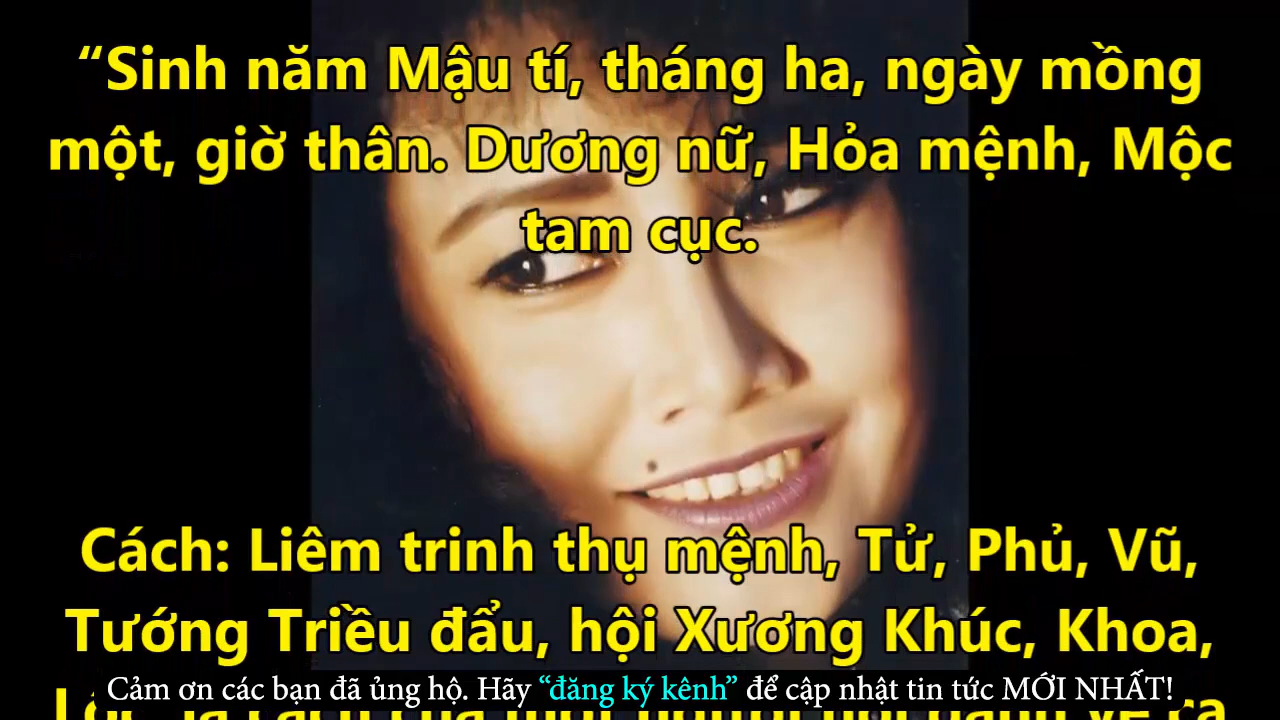 “Sinh năm Mậu tí, tháng ha, ngày mồng
một, giờ thân. Dương nữ, Hỏa mệnh, Mộc
tam cục.
Cách: Liêm trinh thụ mệnh, Tử, Phủ, Vũ,
Tướng Triều đẩu, hội Xương Khúc, Khoa,
Cảm ơn các bạn đã ủng hộ. Hãy “đăng ký kênh” để cập nhật tin tức MỚI NHẤT!